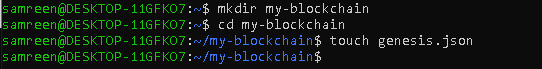 samreen@DESKTOP-11GFKO7:~$ mkdir my-blockchain
samreen@DESKTOP-11GFKO7:~$ cd my-blockchain
samreen@DESKTOP-11GFKO7:~/my-blockchain$ touch genesis.json
samreen@DESKTOP-11GFKO7:~/my-blockchain$